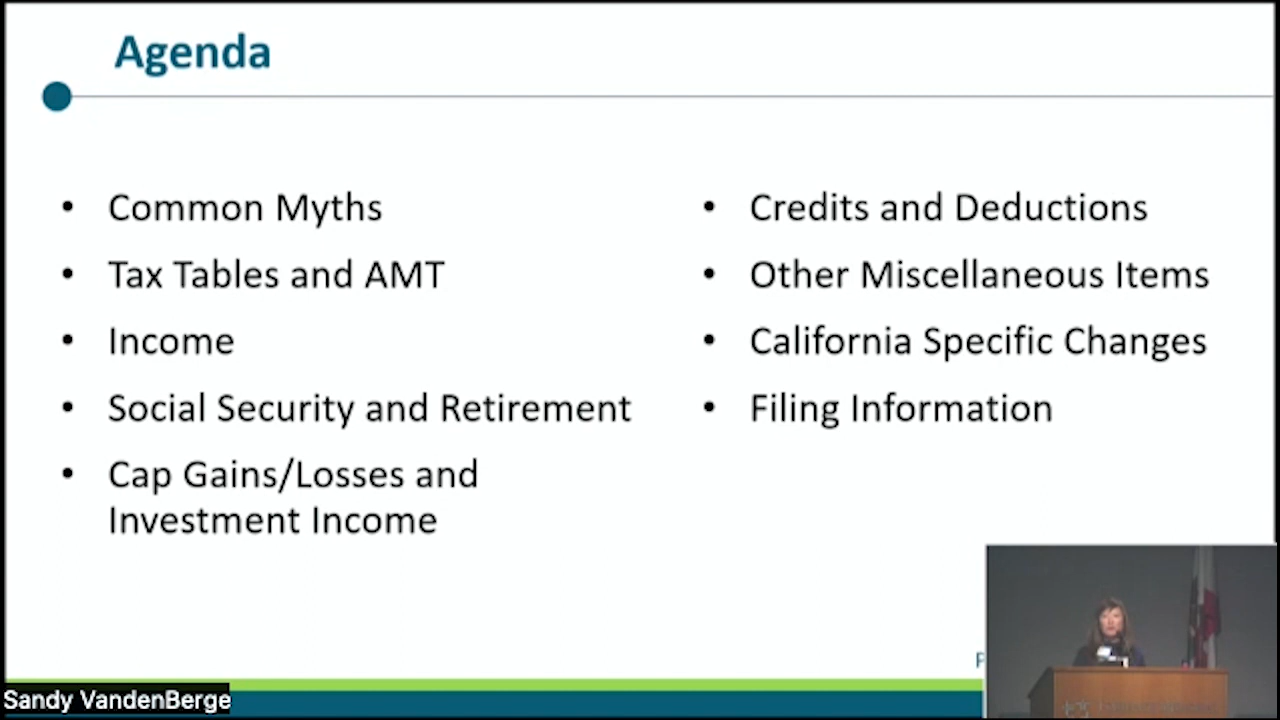 Agenda
• Common Myths
• Tax Tables and AMT
• Income
• Social Security and Retirement
• Cap Gains/Losses and
Investment Income
• Credits and Deductions
• Other Miscellaneous Items
• California Specific Changes
• Filing Information
Sandy VandenBerge